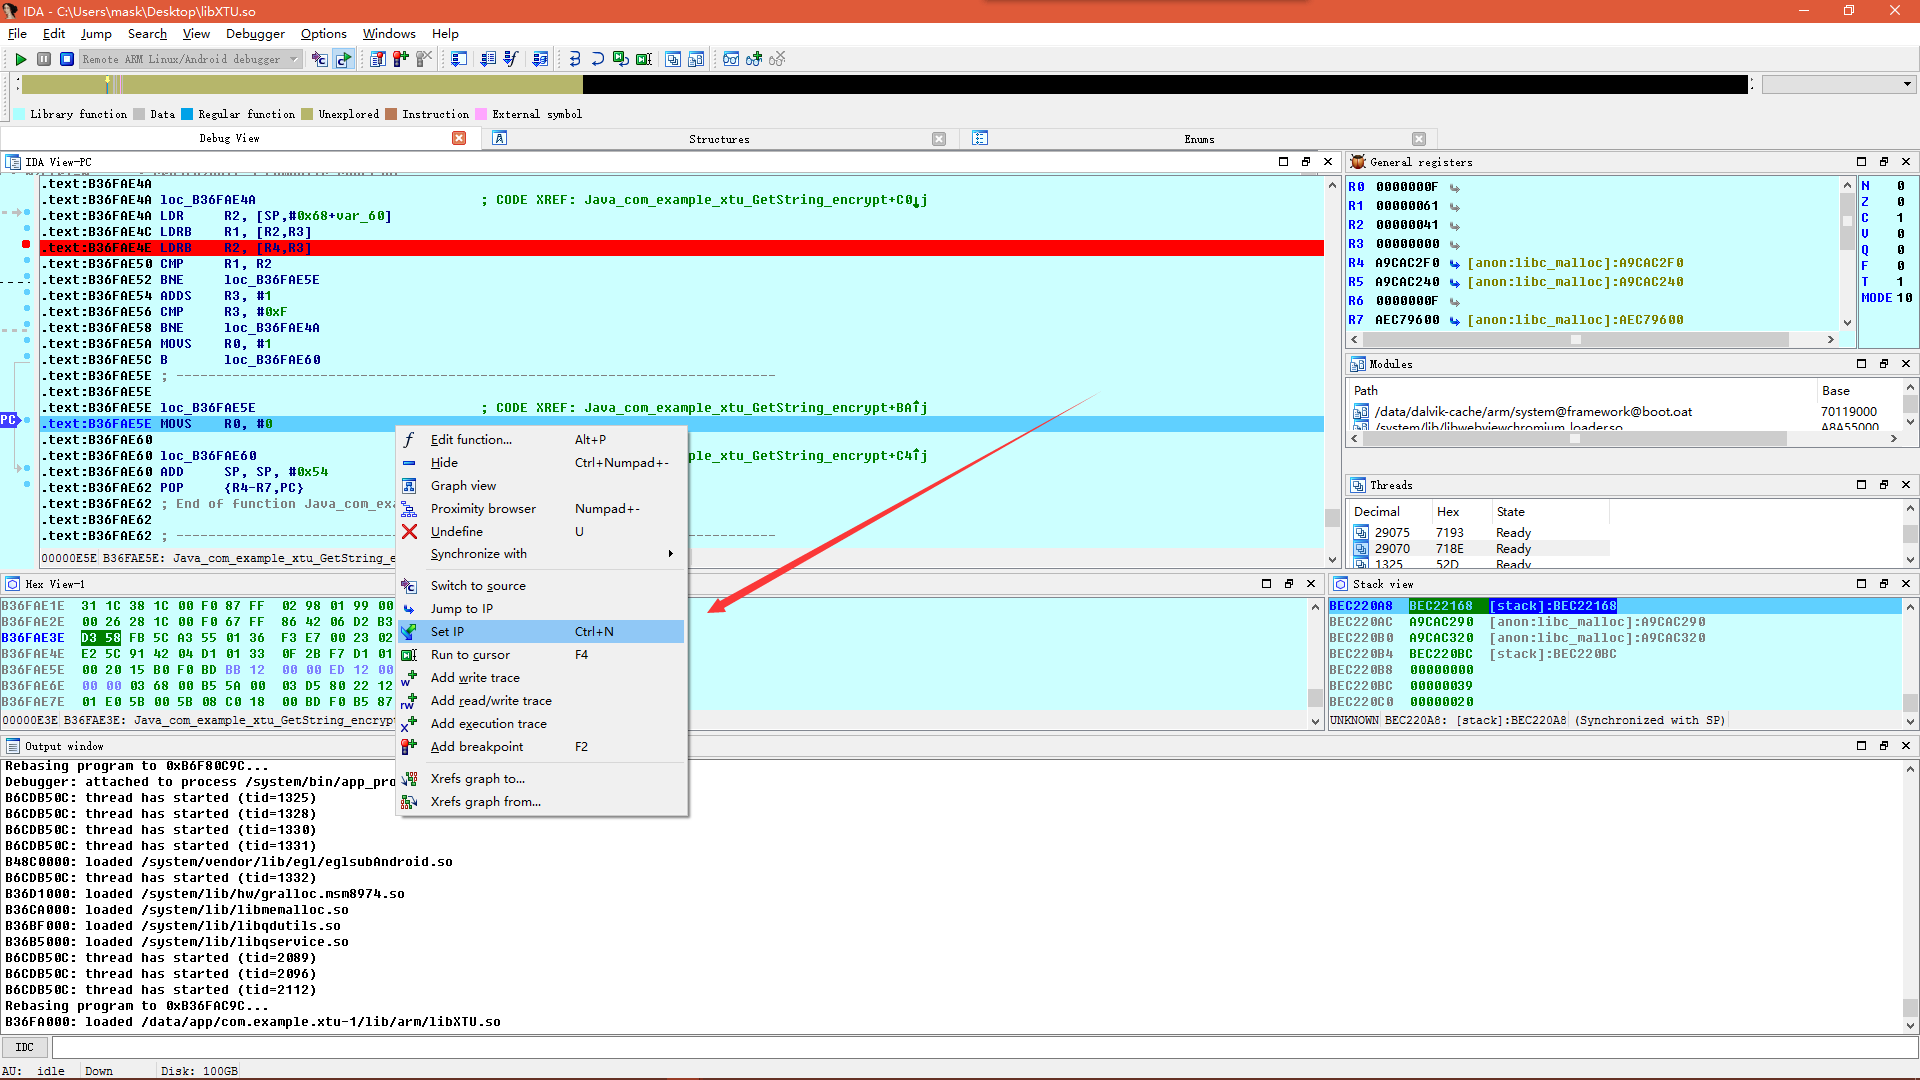 IDA - C:\Users\mask\Desktop\libXTU.so
File Edit Jump Search View Debugger Options Windows Help
Remote ARM Linux/Android debugger
Library function Data Regular function Unexplored Instruction External symbol
Debug View Structures Enums
IDA View-PC
.text:B36FAE4A
.text:B36FAE4A loc_B36FAE4A ; CODE XREF: Java_com_example_xtu_GetString_encrypt+C0↓j
.text:B36FAE4A LDR R2, [SP,#0x68+var_60]
.text:B36FAE4C LDRB R1, [R2,R3]
.text:B36FAE4E LDRB R2, [R4,R3]
.text:B36FAE50 CMP R1, R2
.text:B36FAE52 BNE loc_B36FAE5E
.text:B36FAE54 ADDS R3, #1
.text:B36FAE56 CMP R3, #0xF
.text:B36FAE58 BNE loc_B36FAE4A
.text:B36FAE5A MOVS R0, #1
.text:B36FAE5C B loc_B36FAE60
.text:B36FAE5E ; ---------------------------------------------------------------------------
.text:B36FAE5E
.text:B36FAE5E loc_B36FAE5E ; CODE XREF: Java_com_example_xtu_GetString_encrypt+BA↑j
PC
.text:B36FAE5E MOVS R0, #0
.text:B36FAE60
.text:B36FAE60 loc_B36FAE60 ple_xtu_GetString_encrypt+C4↑j
.text:B36FAE60 ADD SP, SP, #0x54
.text:B36FAE62 POP {R4-R7,PC}
.text:B36FAE62 ; End of function Java_com_exa
.text:B36FAE62
.text:B36FAE62 ; ---------------------------------------------------------------------------
00000E5E B36FAE5E: Java_com_example_xtu_GetString_e
Edit function... Alt+P
Hide Ctrl+Numpad+-
Graph view
Proximity browser Numpad+-
Undefine U
Synchronize with
Switch to source
Jump to IP
Set IP Ctrl+N
Run to cursor F4
Add write trace
Add read/write trace
Add execution trace
Add breakpoint F2
Xrefs graph to...
Xrefs graph from...
General registers
R0 0000000F
R1 00000061
R2 00000041
R3 00000000
R4 A9CAC2F0 [anon:libc_malloc]:A9CAC2F0
R5 A9CAC240 [anon:libc_malloc]:A9CAC240
R6 0000000F
R7 AEC79600 [anon:libc_malloc]:AEC79600
N 0
Z 0
C 1
V 0
Q 0
F 0
T 1
MODE 10
Modules
Path Base
/data/dalvik-cache/arm/system@framework@boot.oat 70119000
/system/lib/libwebviewchromium_loader.so A8A55000
Threads
Decimal Hex State
29075 7193 Ready
29070 718E Ready
1325 52D Ready
Hex View-1
B36FAE1E 31 1C 38 1C 00 F0 87 FF 02 98 01 99 00
B36FAE2E 00 26 28 1C 00 F0 67 FF 86 42 06 D2 B3
B36FAE3E D3 58 FB 5C A3 55 01 36 F3 E7 00 23 02
B36FAE4E E2 5C 91 42 04 D1 01 33 0F 2B F7 D1 01
B36FAE5E 00 20 15 B0 F0 BD BB 12 00 00 ED 12 00
B36FAE6E 00 00 03 68 00 B5 5A 00 03 D5 80 22 12
B36FAE7E 01 E0 5B 00 5B 08 C0 18 00 BD F0 B5 87
00000E3E B36FAE3E: Java_com_example_xtu_GetString_encrypt
Stack view
BEC220A8 BEC22168 [stack]:BEC22168
BEC220AC A9CAC290 [anon:libc_malloc]:A9CAC290
BEC220B0 A9CAC320 [anon:libc_malloc]:A9CAC320
BEC220B4 BEC220BC [stack]:BEC220BC
BEC220B8 00000000
BEC220BC 00000039
BEC220C0 00000020
UNKNOWN BEC220A8: [stack]:BEC220A8 (Synchronized with SP)
Output window
Rebasing program to 0xB6F80C9C...
Debugger: attached to process /system/bin/app_pro
B6CDB50C: thread has started (tid=1325)
B6CDB50C: thread has started (tid=1328)
B6CDB50C: thread has started (tid=1330)
B6CDB50C: thread has started (tid=1331)
B48C0000: loaded /system/vendor/lib/egl/eglsubAndroid.so
B6CDB50C: thread has started (tid=1332)
B36D1000: loaded /system/lib/hw/gralloc.msm8974.so
B36CA000: loaded /system/lib/libmemalloc.so
B36BF000: loaded /system/lib/libqdutils.so
B36B5000: loaded /system/lib/libqservice.so
B6CDB50C: thread has started (tid=2089)
B6CDB50C: thread has started (tid=2096)
B6CDB50C: thread has started (tid=2112)
Rebasing program to 0xB36FAC9C...
B36FA000: loaded /data/app/com.example.xtu-1/lib/arm/libXTU.so
IDC
AU: idle Down Disk: 100GB